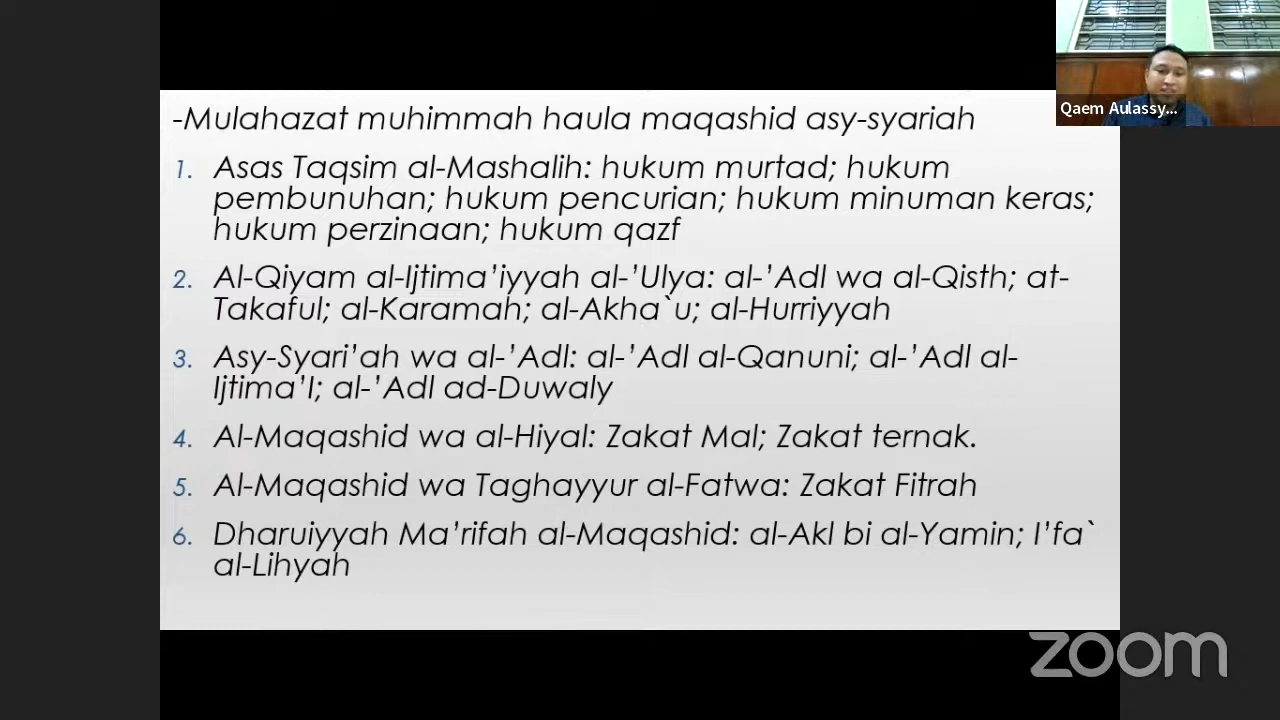 -Mulahazat muhimmah haula maqashid asy-syariah
1. Asas Taqsim al-Mashalih: hukum murtad; hukum
pembunuhan; hukum pencurian; hukum minuman keras;
hukum perzinaan; hukum qazf
2. Al-Qiyam al-Ijtima’iyyah al-’Ulya: al-’Adl wa al-Qisth; at-
Takaful; al-Karamah; al-Akha`u; al-Hurriyyah
3. Asy-Syari’ah wa al-’Adl: al-’Adl al-Qanuni; al-’Adl al-
Ijtima’I; al-’Adl ad-Duwaly
4. Al-Maqashid wa al-Hiyal: Zakat Mal; Zakat ternak.
5. Al-Maqashid wa Taghayyur al-Fatwa: Zakat Fitrah
6. Dharuiyyah Ma’rifah al-Maqashid: al-Akl bi al-Yamin; I’fa`
al-Lihyah
Qaem Aulassy...
zoom